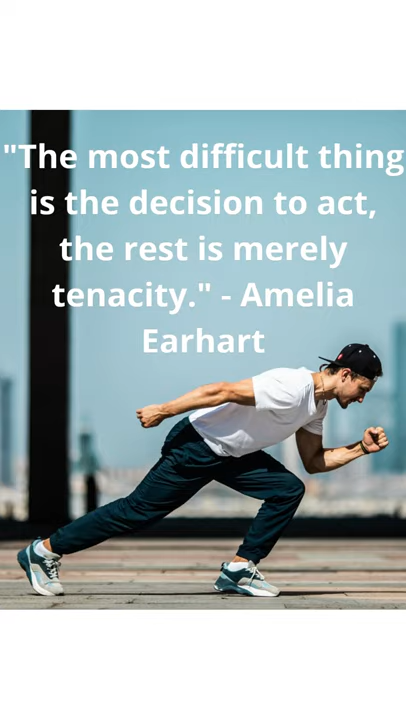 "The most difficult thing
is the decision to act,
the rest is merely
tenacity." - Amelia
Earhart